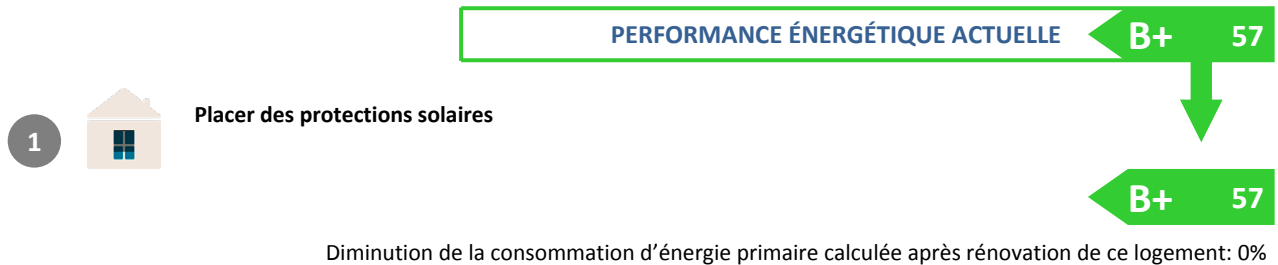 PERFORMANCE ÉNERGÉTIQUE ACTUELLE B+ 57
1 Placer des protections solaires
B+ 57
Diminution de la consommation d’énergie primaire calculée après rénovation de ce logement: 0%